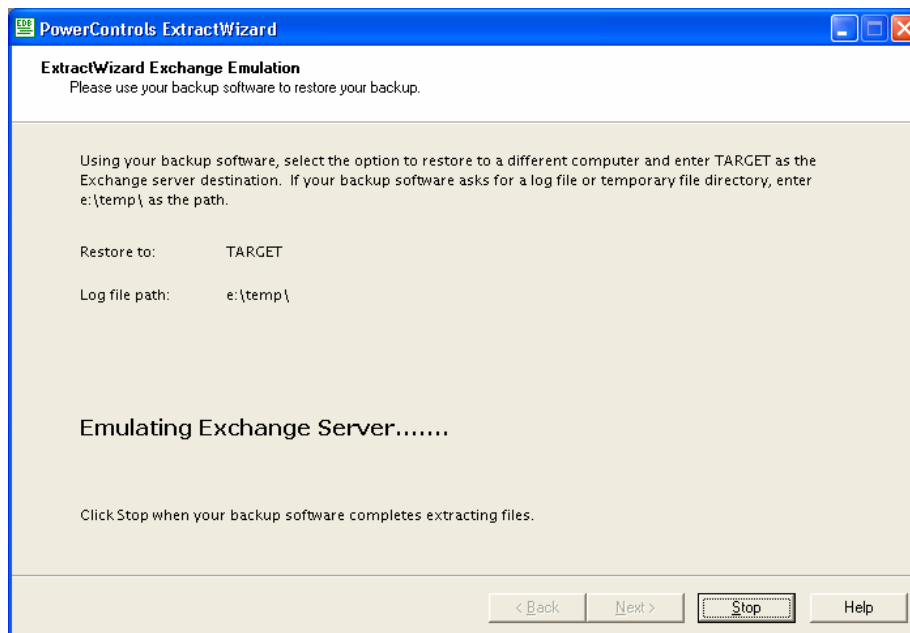 EDB PowerControls ExtractWizard
ExtractWizard Exchange Emulation
Please use your backup software to restore your backup.
Using your backup software, select the option to restore to a different computer and enter TARGET as the
Exchange server destination. If your backup software asks for a log file or temporary file directory, enter
e:\temp\ as the path.
Restore to: TARGET
Log file path: e:\temp\
Emulating Exchange Server.......
Click Stop when your backup software completes extracting files.
< Back Next > Stop Help